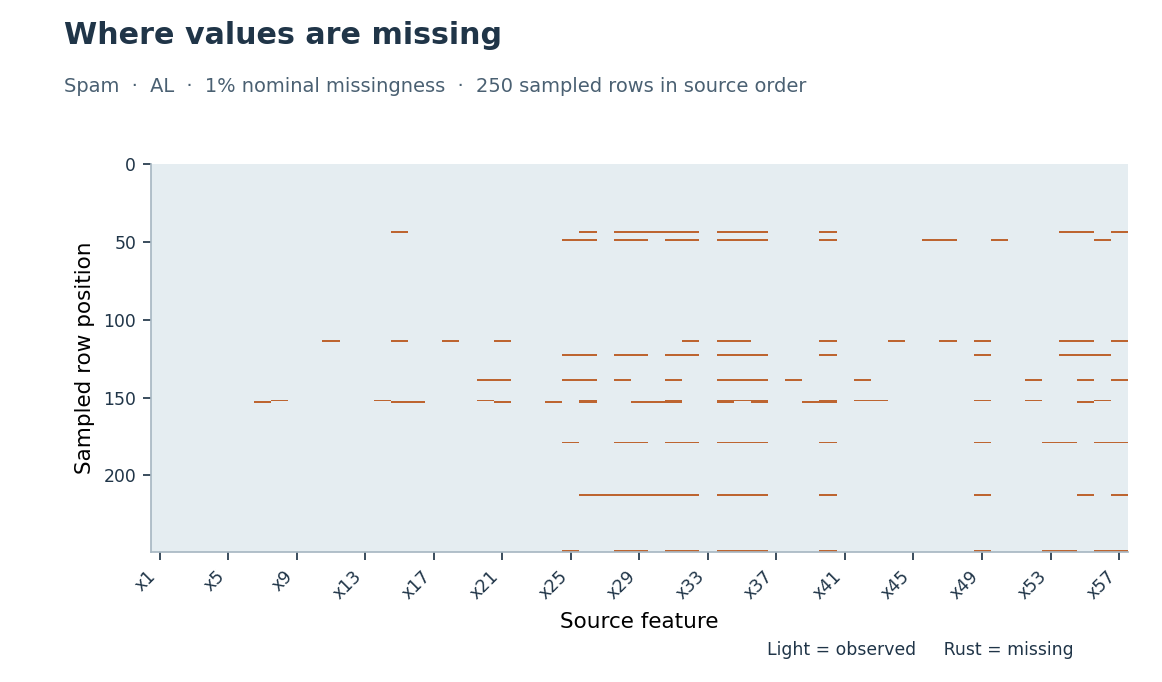 Where values are missing
Spam · AL · 1% nominal missingness · 250 sampled rows in source order
Sampled row position
0
50
100
150
200
x1 x5 x9 x13 x17 x21 x25 x29 x33 x37 x41 x45 x49 x53 x57
Source feature
Light = observed Rust = missing